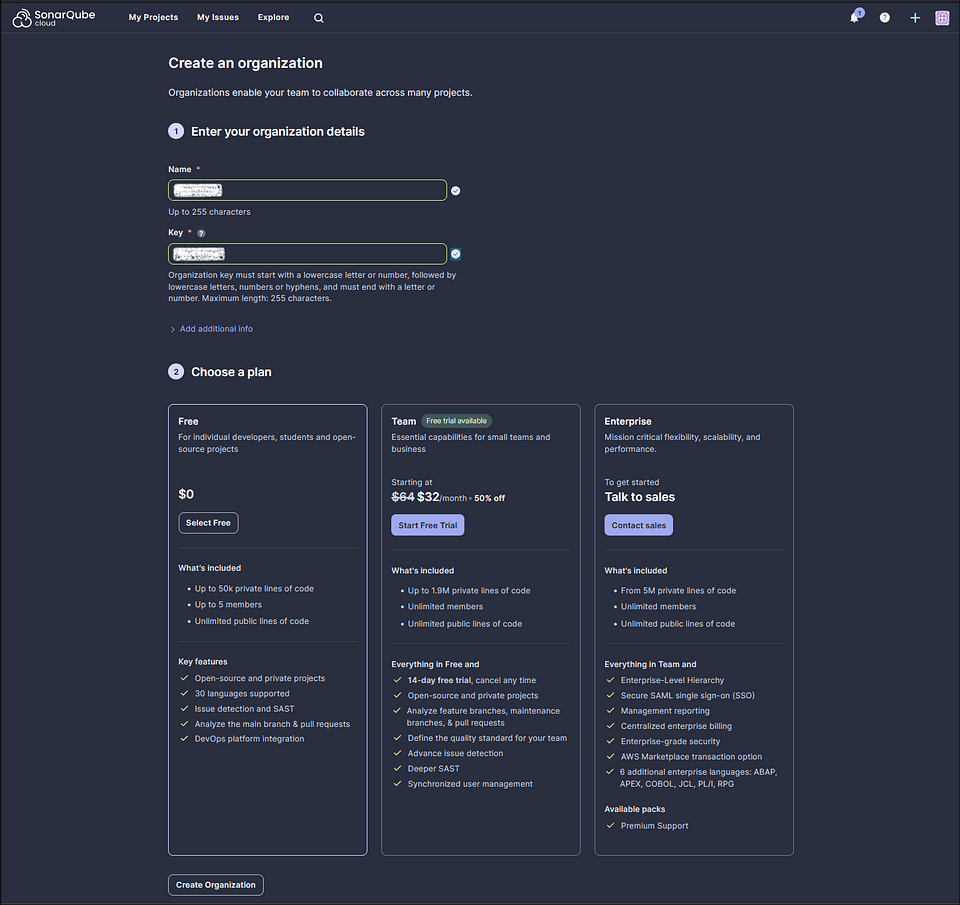 SonarQube
cloud
My Projects
My Issues
Explore
1
?
Create an organization
Organizations enable your team to collaborate across many projects.
1 Enter your organization details
Name *
Up to 255 characters
Key * ?
Organization key must start with a lowercase letter or number, followed by
lowercase letters, numbers or hyphens, and must end with a letter or
number. Maximum length: 255 characters.
Add additional info
2 Choose a plan
Free
For individual developers, students and open-
source projects
$0
Select Free
What's included
• Up to 50k private lines of code
• Up to 5 members
• Unlimited public lines of code
Key features
Open-source and private projects
30 languages supported
Issue detection and SAST
Analyze the main branch & pull requests
DevOps platform integration
Team Free trial available
Essential capabilities for small teams and
business
Starting at
$64 $32/month • 50% off
Start Free Trial
What's included
• Up to 1.9M private lines of code
• Unlimited members
• Unlimited public lines of code
Everything in Free and
14-day free trial, cancel any time
Open-source and private projects
Analyze feature branches, maintenance
branches, & pull requests
Define the quality standard for your team
Advance issue detection
Deeper SAST
Synchronized user management
Enterprise
Mission critical flexibility, scalability, and
performance.
To get started
Talk to sales
Contact sales
What's included
• From 5M private lines of code
• Unlimited members
• Unlimited public lines of code
Everything in Team and
Enterprise-Level Hierarchy
Secure SAML single sign-on (SSO)
Management reporting
Centralized enterprise billing
Enterprise-grade security
AWS Marketplace transaction option
6 additional enterprise languages: ABAP,
APEX, COBOL, JCL, PL/I, RPG
Available packs
Premium Support
Create Organization